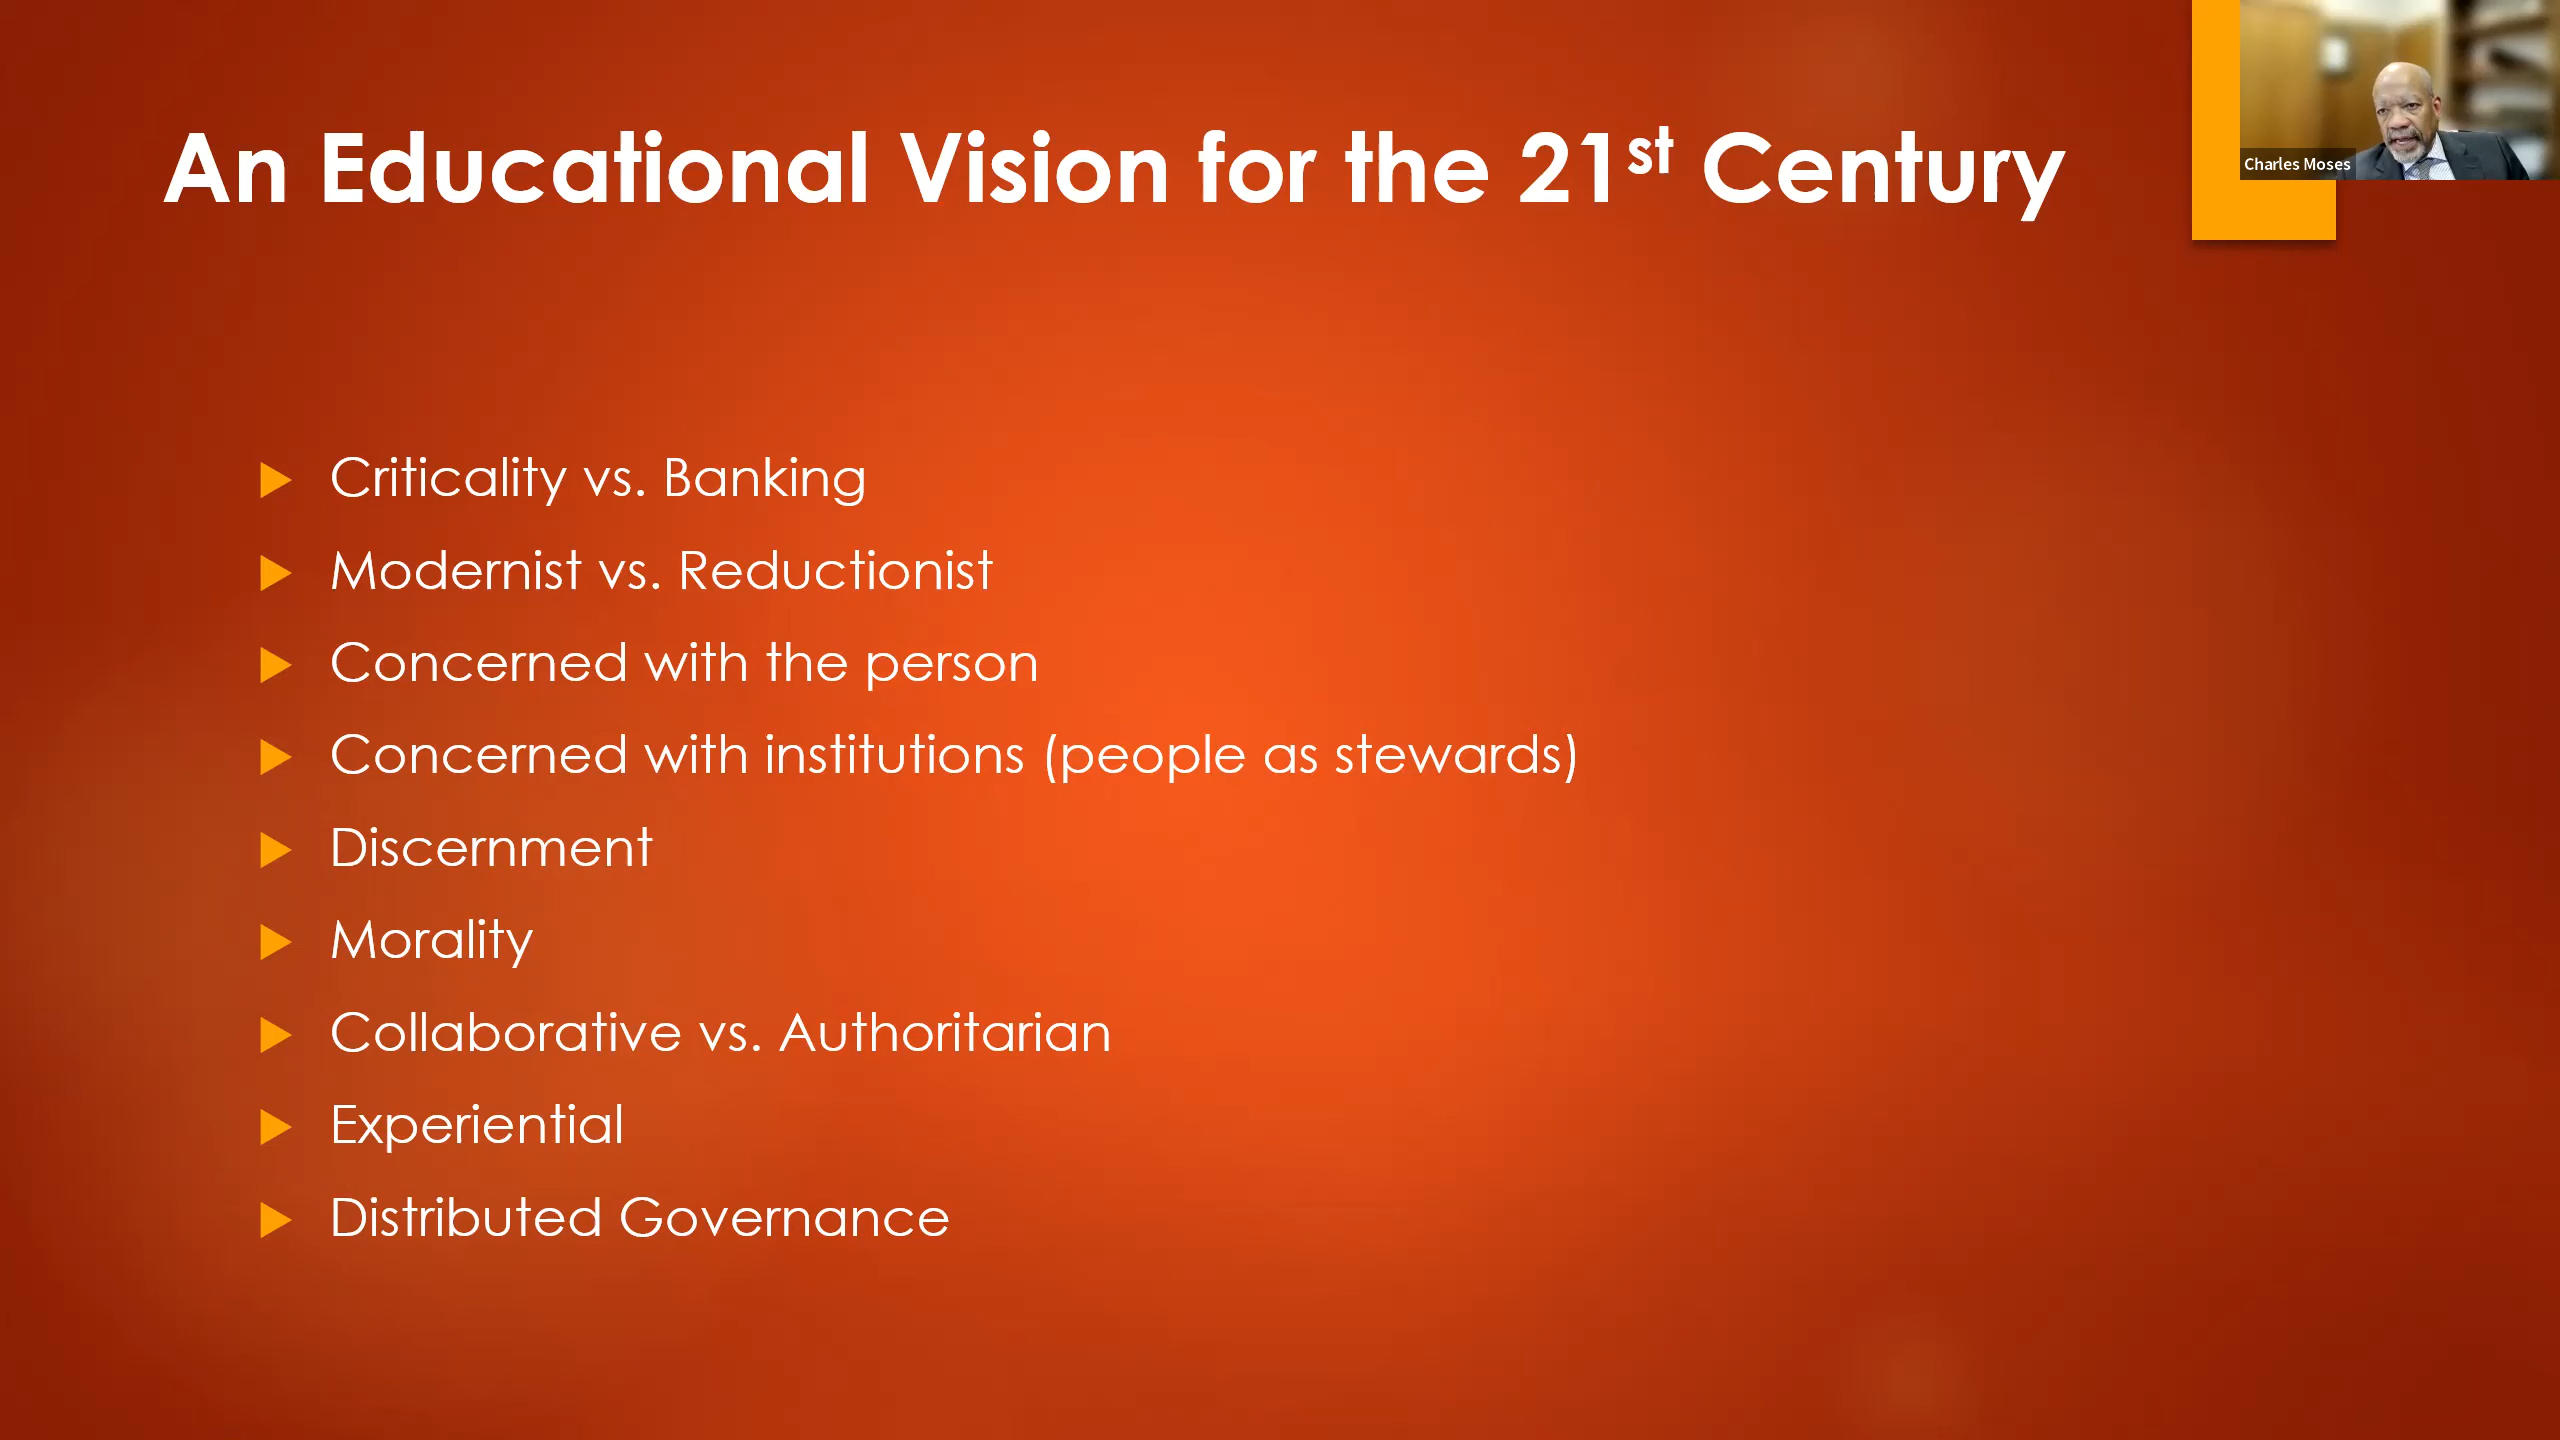 An Educational Vision for the 21st Century
Charles Moses
Criticality vs. Banking
Modernist vs. Reductionist
Concerned with the person
Concerned with institutions (people as stewards)
Discernment
Morality
Collaborative vs. Authoritarian
Experiential
Distributed Governance